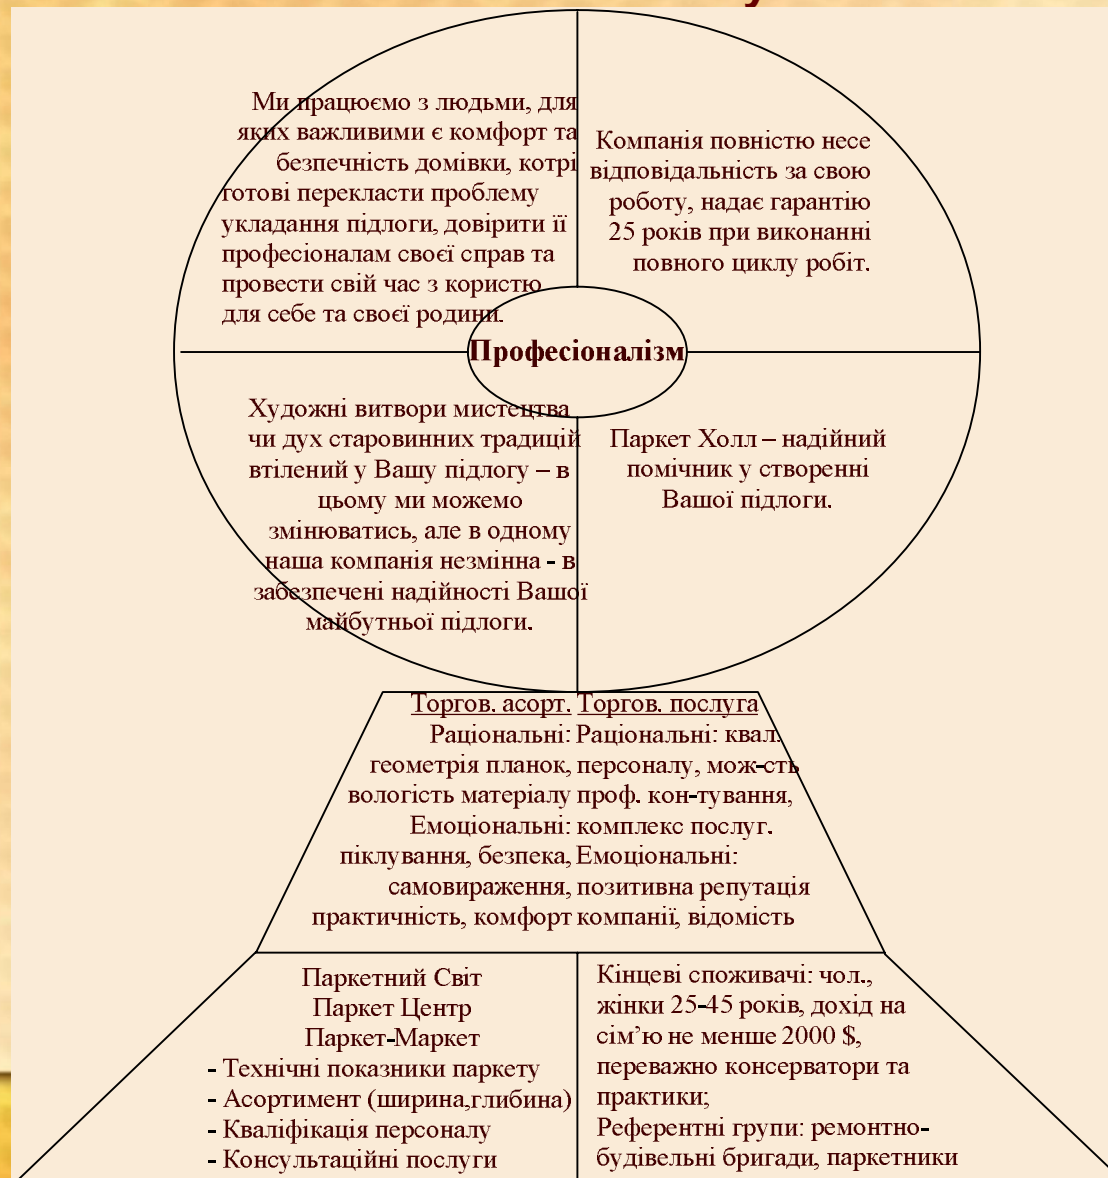 Ми працюємо з людьми, для
яких важливими є комфорт та
безпечність домівки, котрі
готові перекласти проблему
укладання підлоги, довірити її
професіоналам своєї справ та
провести свій час з користю
для себе та своєї родини.
Компанія повністю несе
відповідальність за свою
роботу, надає гарантію
25 років при виконанні
повного циклу робіт.
Професіоналізм
Художні витвори мистецтва
чи дух старовинних традицій
втілений у Вашу підлогу – в
цьому ми можемо
змінюватись, але в одному
наша компанія незмінна - в
забезпечені надійності Вашої
майбутньої підлоги.
Паркет Холл – надійний
помічник у створенні
Вашої підлоги.
Торгов. асорт.
Раціональні:
геометрія планок,
вологість матеріалу
Емоціональні:
піклування, безпека,
самовираження,
практичність, комфорт
Торгов. послуга
Раціональні: квал.
персоналу, мож-сть
проф. кон-тування,
комплекс послуг.
Емоціональні:
позитивна репутація
компанії, відомість
Паркетний Світ
Паркет Центр
Паркет-Маркет
- Технічні показники паркету
- Асортимент (ширина,глибина)
- Кваліфікація персоналу
- Консультаційні послуги
Кінцеві споживачі: чол.,
жінки 25-45 років, дохід на
сім’ю не менше 2000 $,
переважно консерватори та
практики;
Референтні групи: ремонтно-
будівельні бригади, паркетники